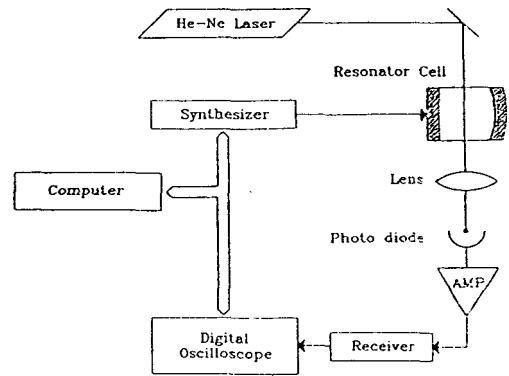 He-Ne Laser
Resonator Cell
Synthesizer
Computer
Lens
Photo diode
AMP
Digital
Oscilloscope
Receiver